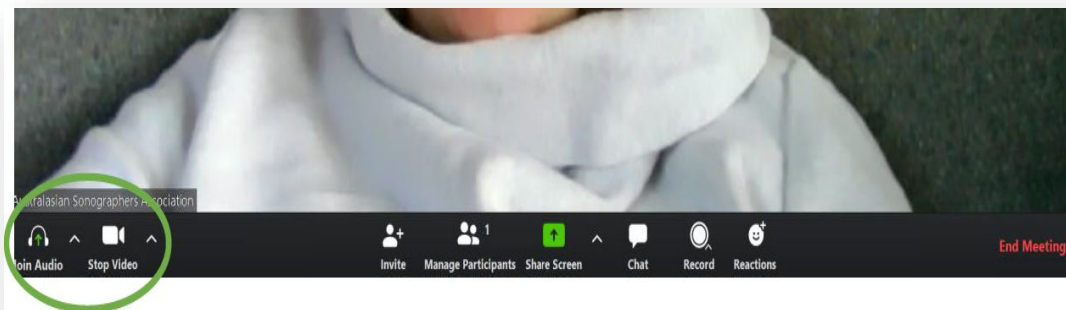 Australasian Sonographers Association
1
Join Audio Stop Video Invite Manage Participants Share Screen Chat Record Reactions End Meeting